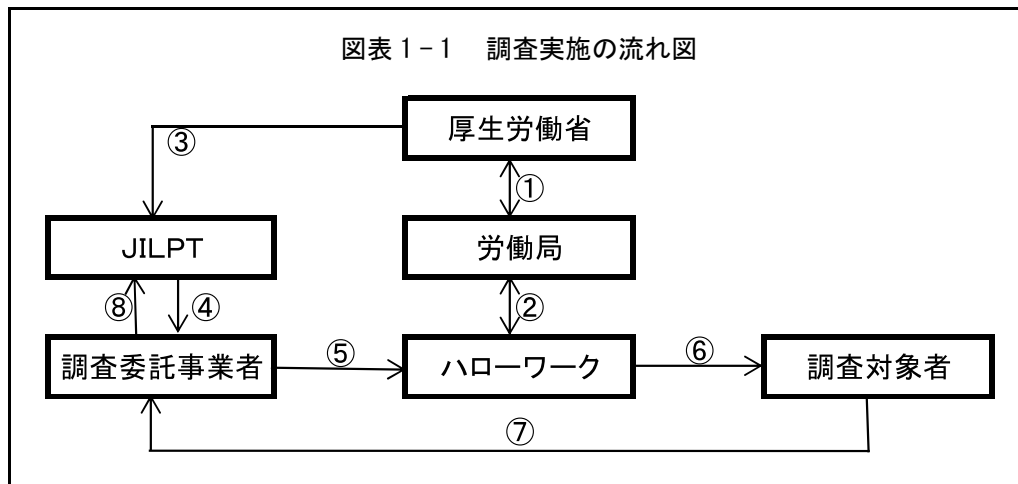 図表1-1 調査実施の流れ図
厚生労働省
③
①
JILPT
労働局
⑧
④
②
調査委託事業者
⑤
ハローワーク
⑥
調査対象者
⑦